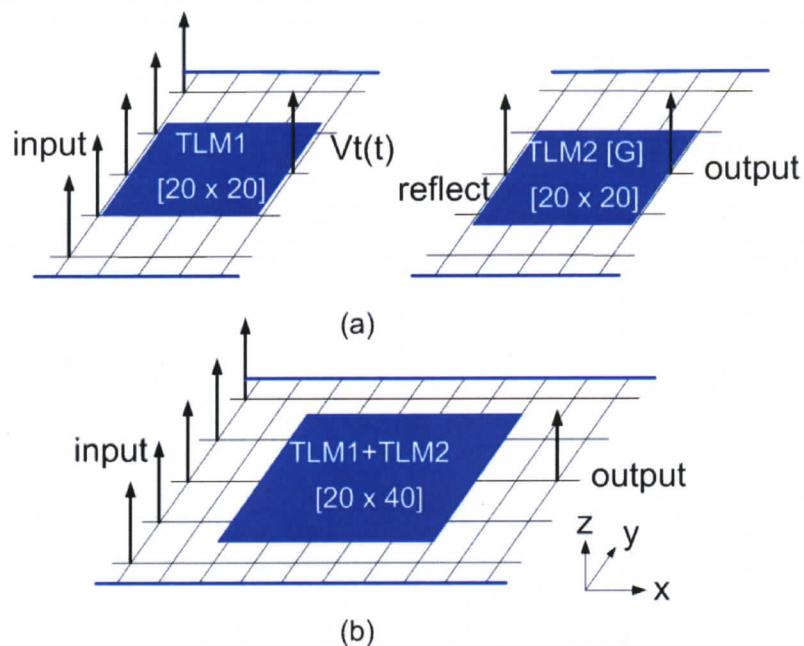 input
TLM1
[20 x 20]
Vt(t)
reflect
TLM2 [G]
[20 x 20]
output
(a)
input
TLM1+TLM2
[20 x 40]
output
z
y
x
(b)